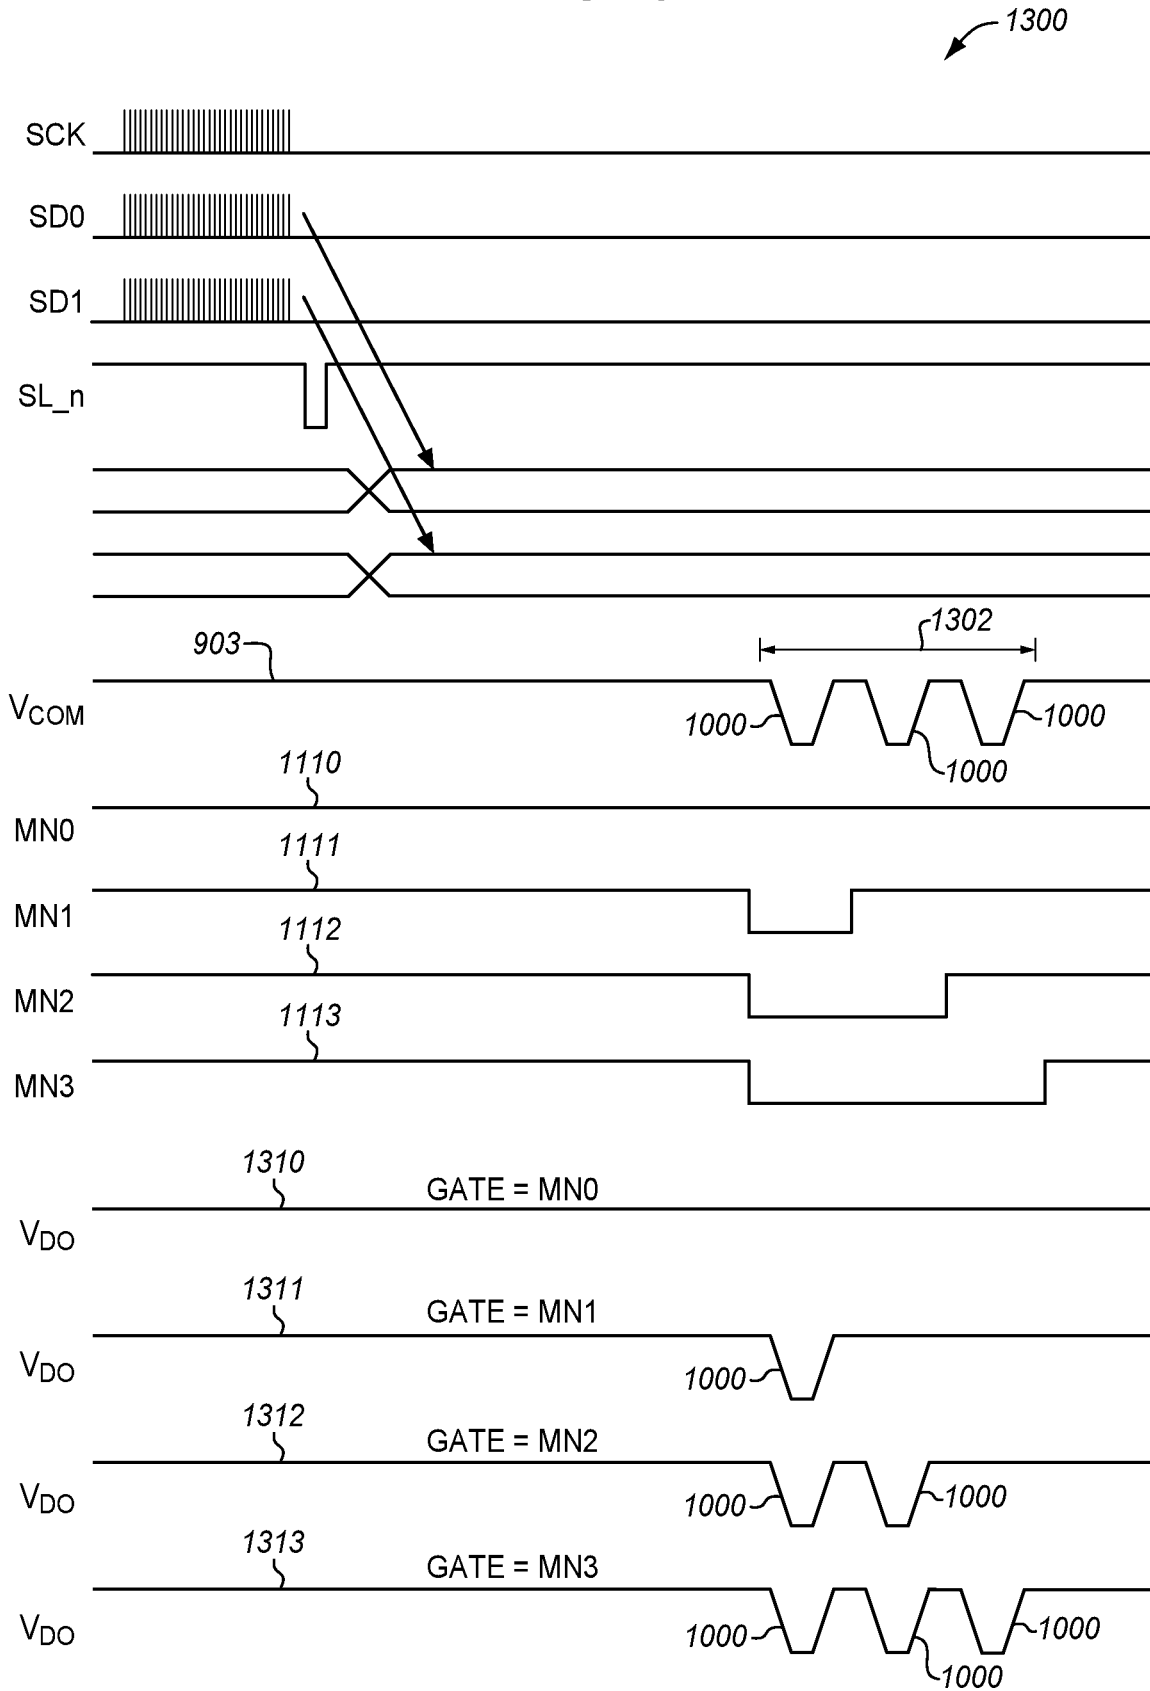 1300
SCK
SD0
SD1
SL_n
903
1302
VCOM
1000
1000
1000
1110
MN0
1111
MN1
1112
MN2
1113
MN3
1310
GATE = MN0
VDO
1311
GATE = MN1
VDO
1000
1312
GATE = MN2
VDO
1000
1000
1313
GATE = MN3
VDO
1000
1000
1000